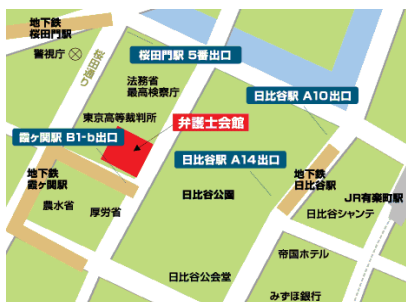 地下鉄
桜田門駅
警視庁
桜田通り
桜田門駅 5番出口
法務省
最高検察庁
日比谷駅 A10出口
東京高等裁判所
弁護士会館
霞ヶ関駅 B1-b出口
日比谷駅 A14出口
地下鉄
霞ヶ関駅
地下鉄
日比谷駅
日比谷公園
JR有楽町駅
農水省
厚労省
日比谷シャンテ
帝国ホテル
日比谷公会堂
みずほ銀行